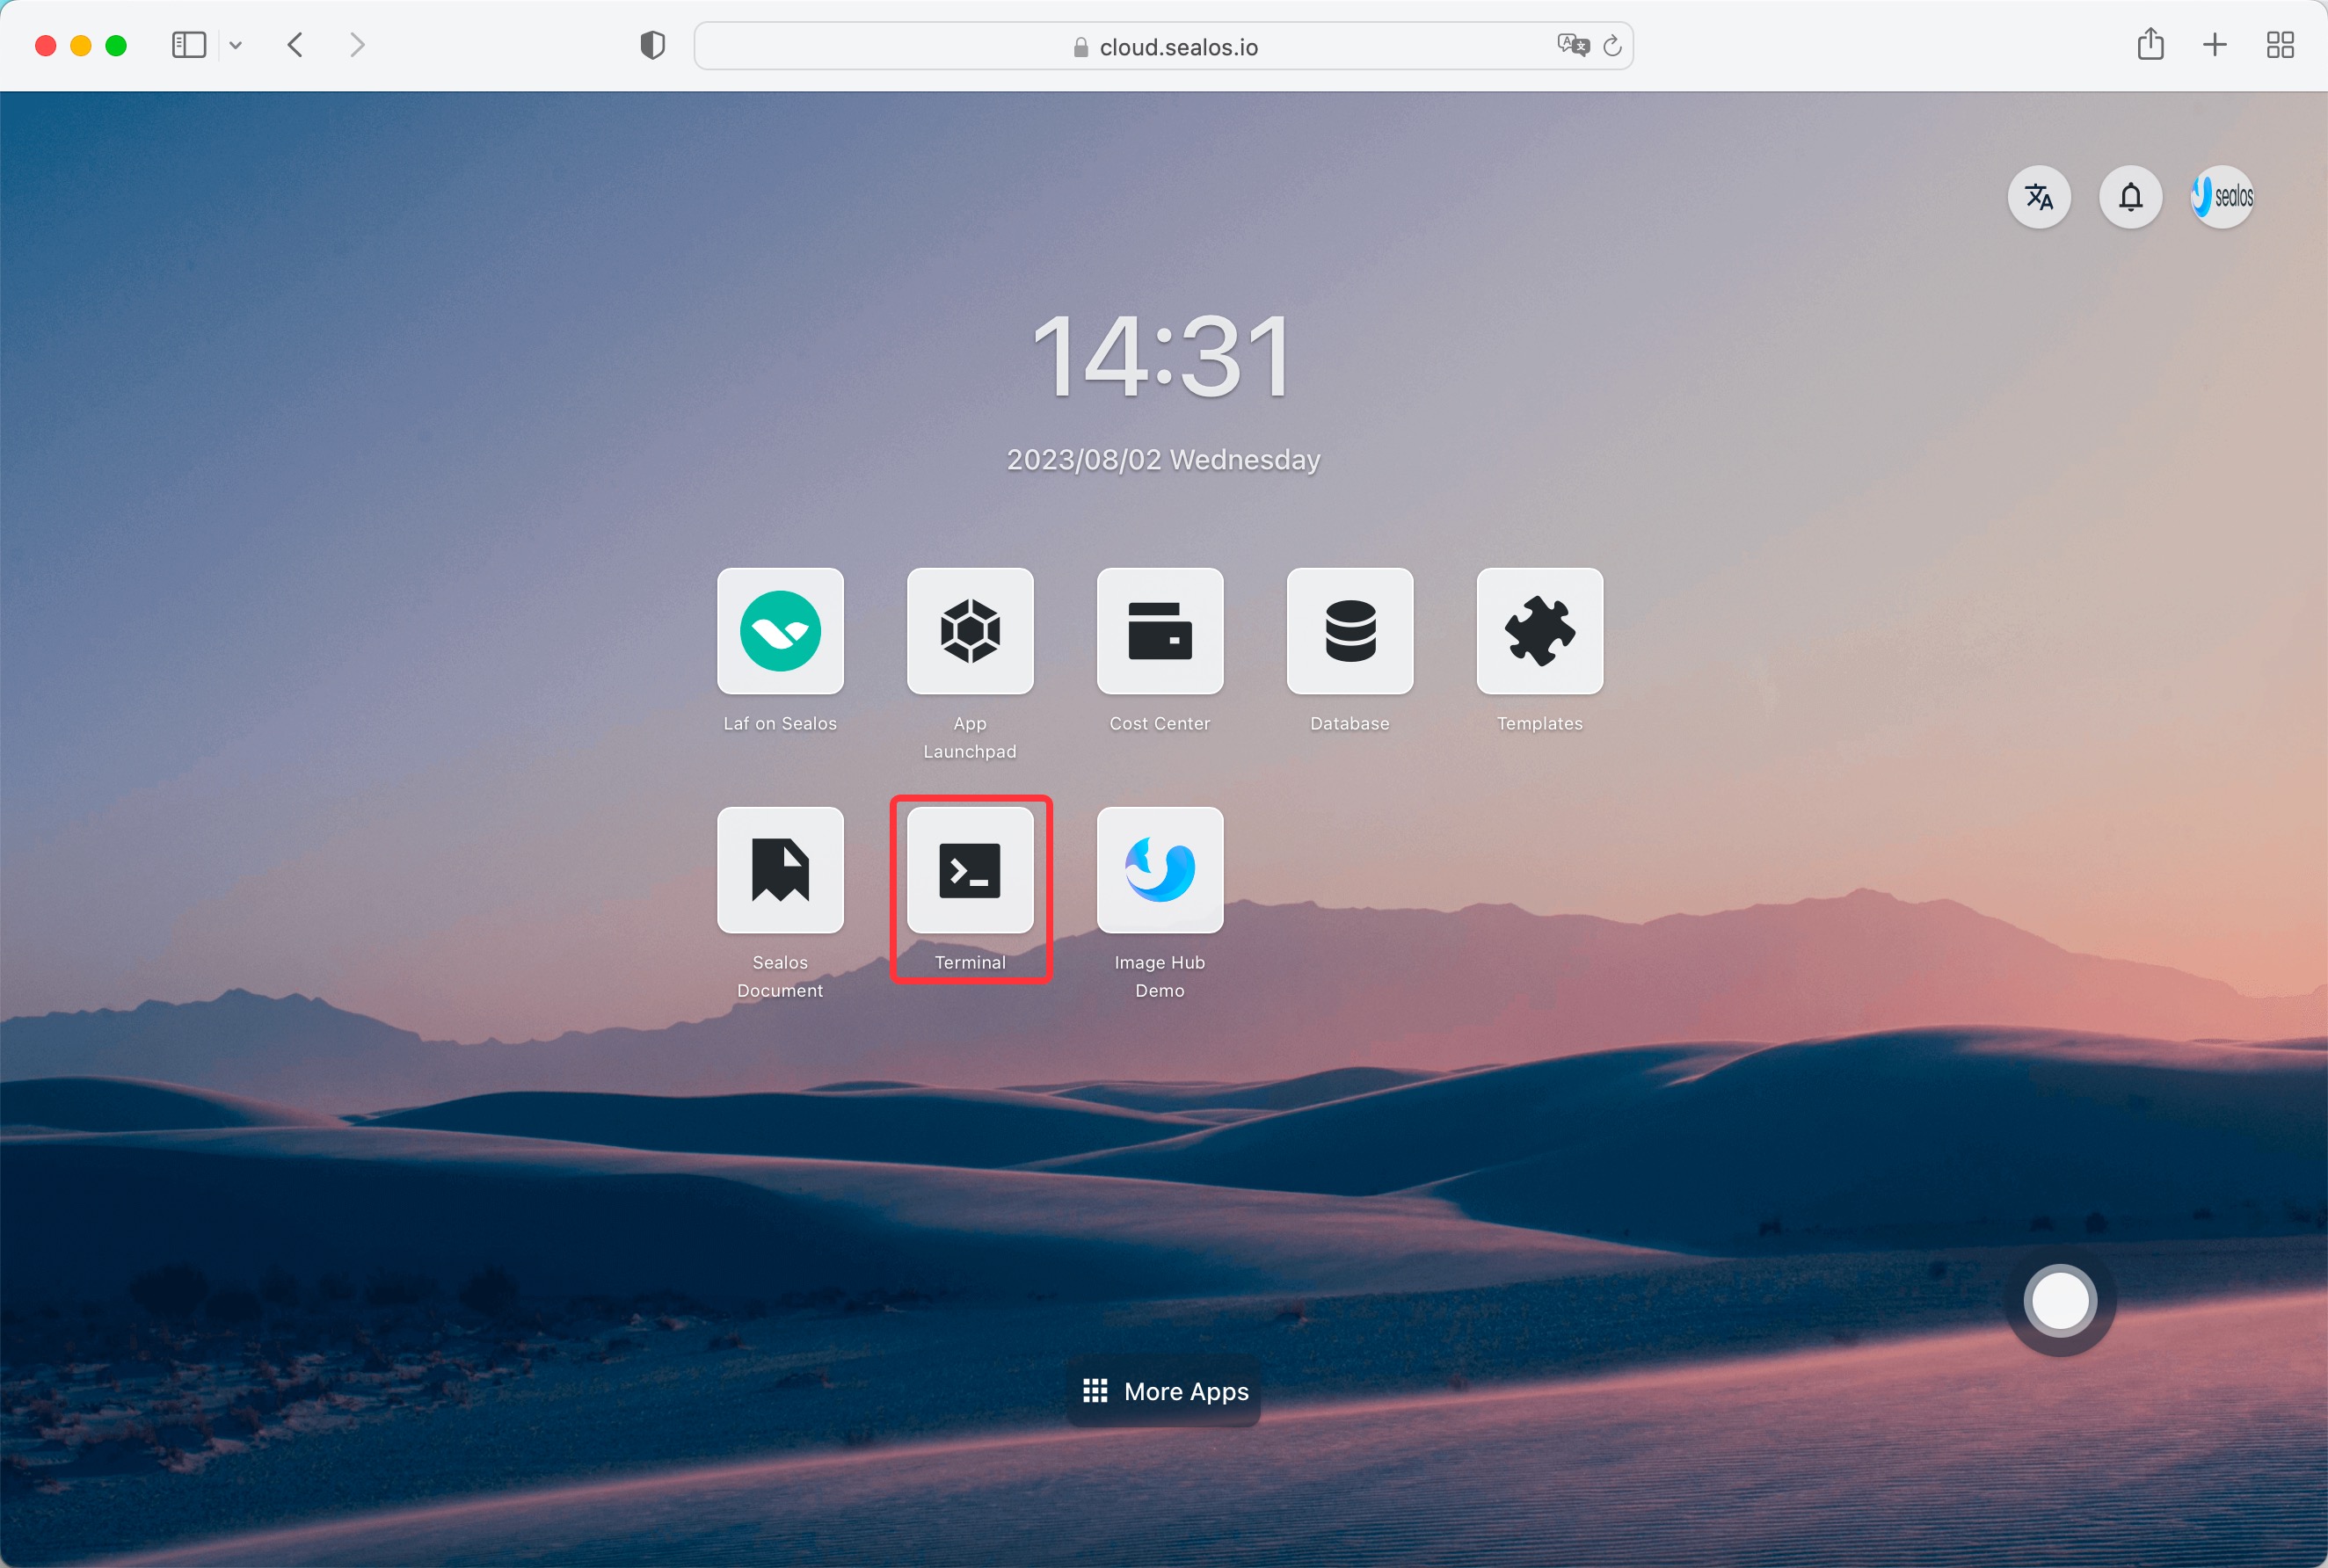 cloud.sealos.io
sealos
14:31
2023/08/02 Wednesday
Laf on Sealos
App
Launchpad
Cost Center
Database
Templates
Sealos
Document
Terminal
Image Hub
Demo
More Apps